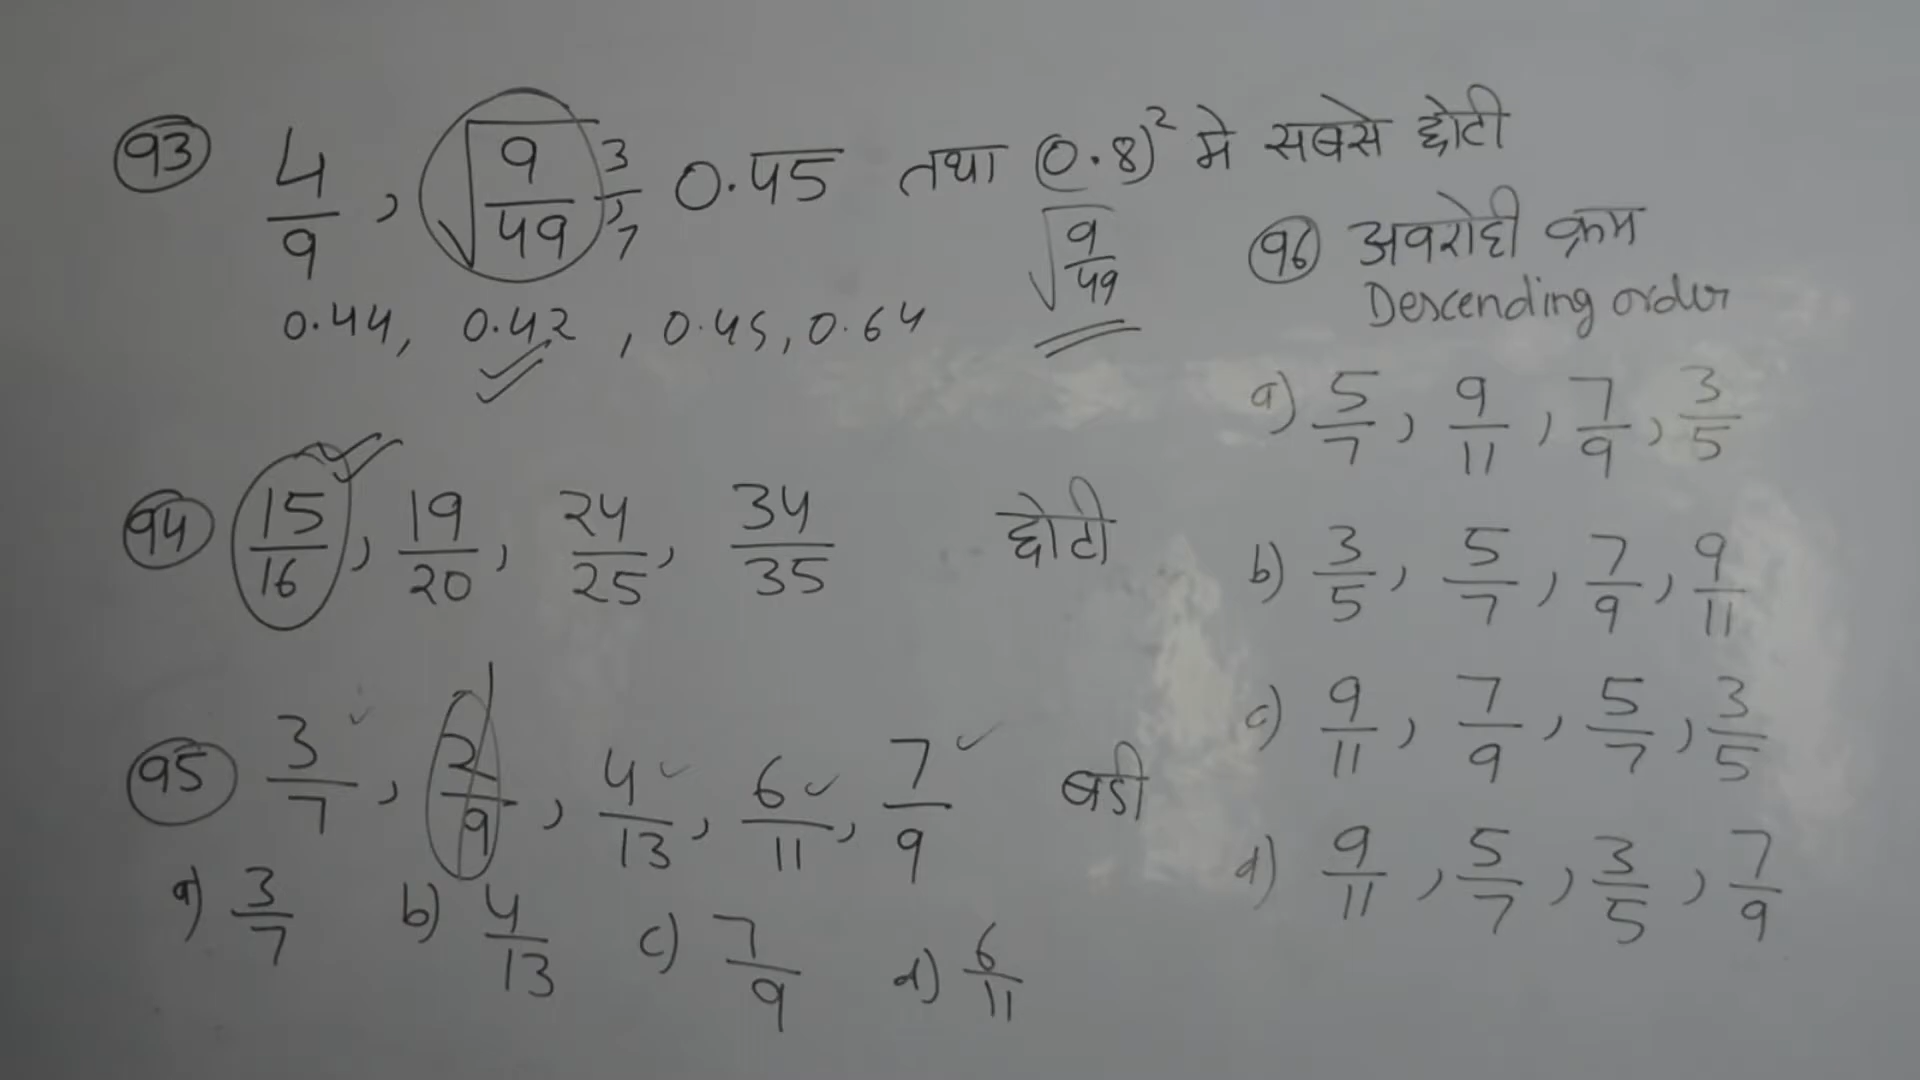 93 4/9, √9/49 3/7, 0.45 तथा (0.8)² मे सबसे छोटी
0.44, 0.42, 0.45, 0.64
√9/49
94 15/16, 19/20, 24/25, 34/35 छोटी
95 3/7, 2/9, 4/13, 6/11, 7/9 बडी
a) 3/7 b) 4/13 c) 7/9 d) 6/11
96 अवरोही क्रम
Descending order
a) 5/7, 9/11, 7/9, 3/5
b) 3/5, 5/7, 7/9, 9/11
c) 9/11, 7/9, 5/7, 3/5
d) 9/11, 5/7, 3/5, 7/9